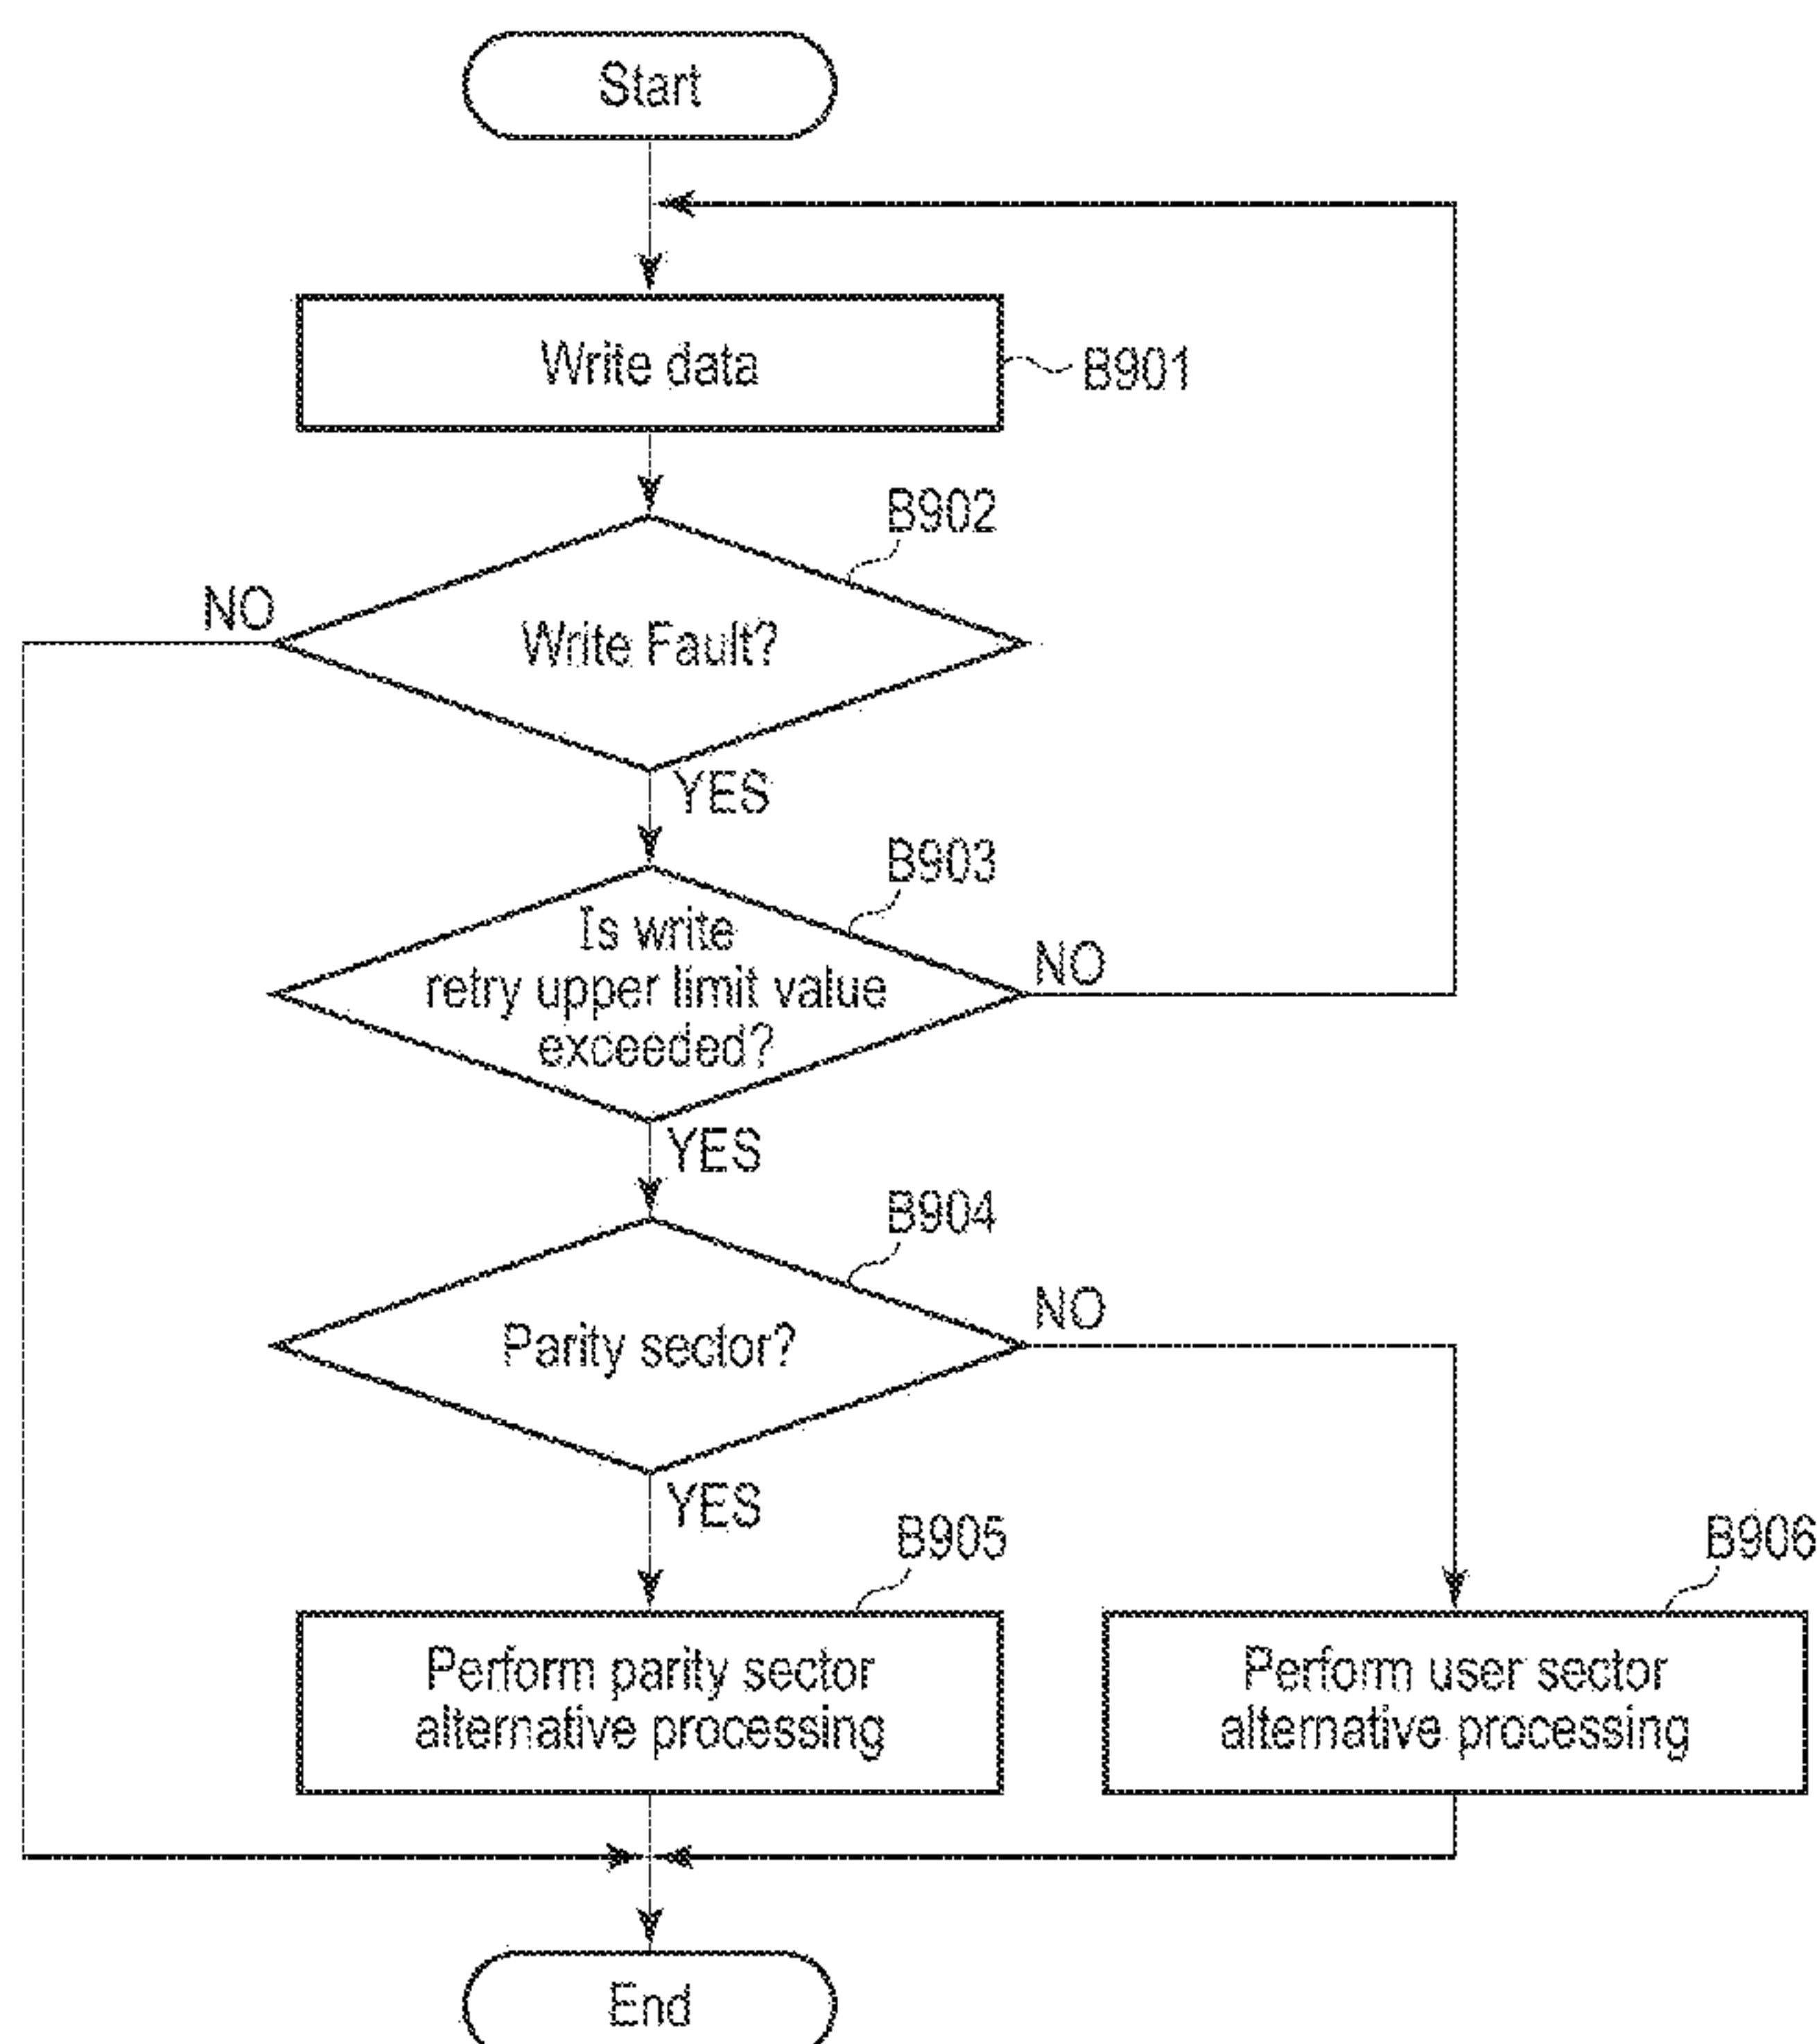 Start
Write data
B901
B902
NO
Write Fault?
YES
B903
Is write
retry upper limit value
exceeded?
NO
YES
B904
NO
Parity sector?
YES
B905
B906
Perform parity sector
alternative processing
Perform user sector
alternative processing
End